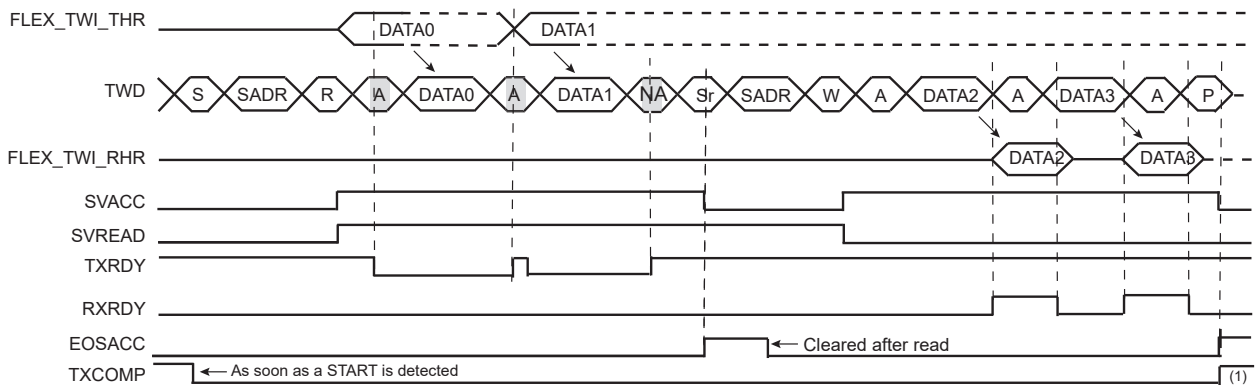 FLEX_TWI_THR DATA0 DATA1
TWD S SADR R A DATA0 A DATA1 NA Sr SADR W A DATA2 A DATA3 A P
FLEX_TWI_RHR DATA2 DATA3
SVACC
SVREAD
TXRDY
RXRDY
EOSACC Cleared after read
TXCOMP As soon as a START is detected (1)